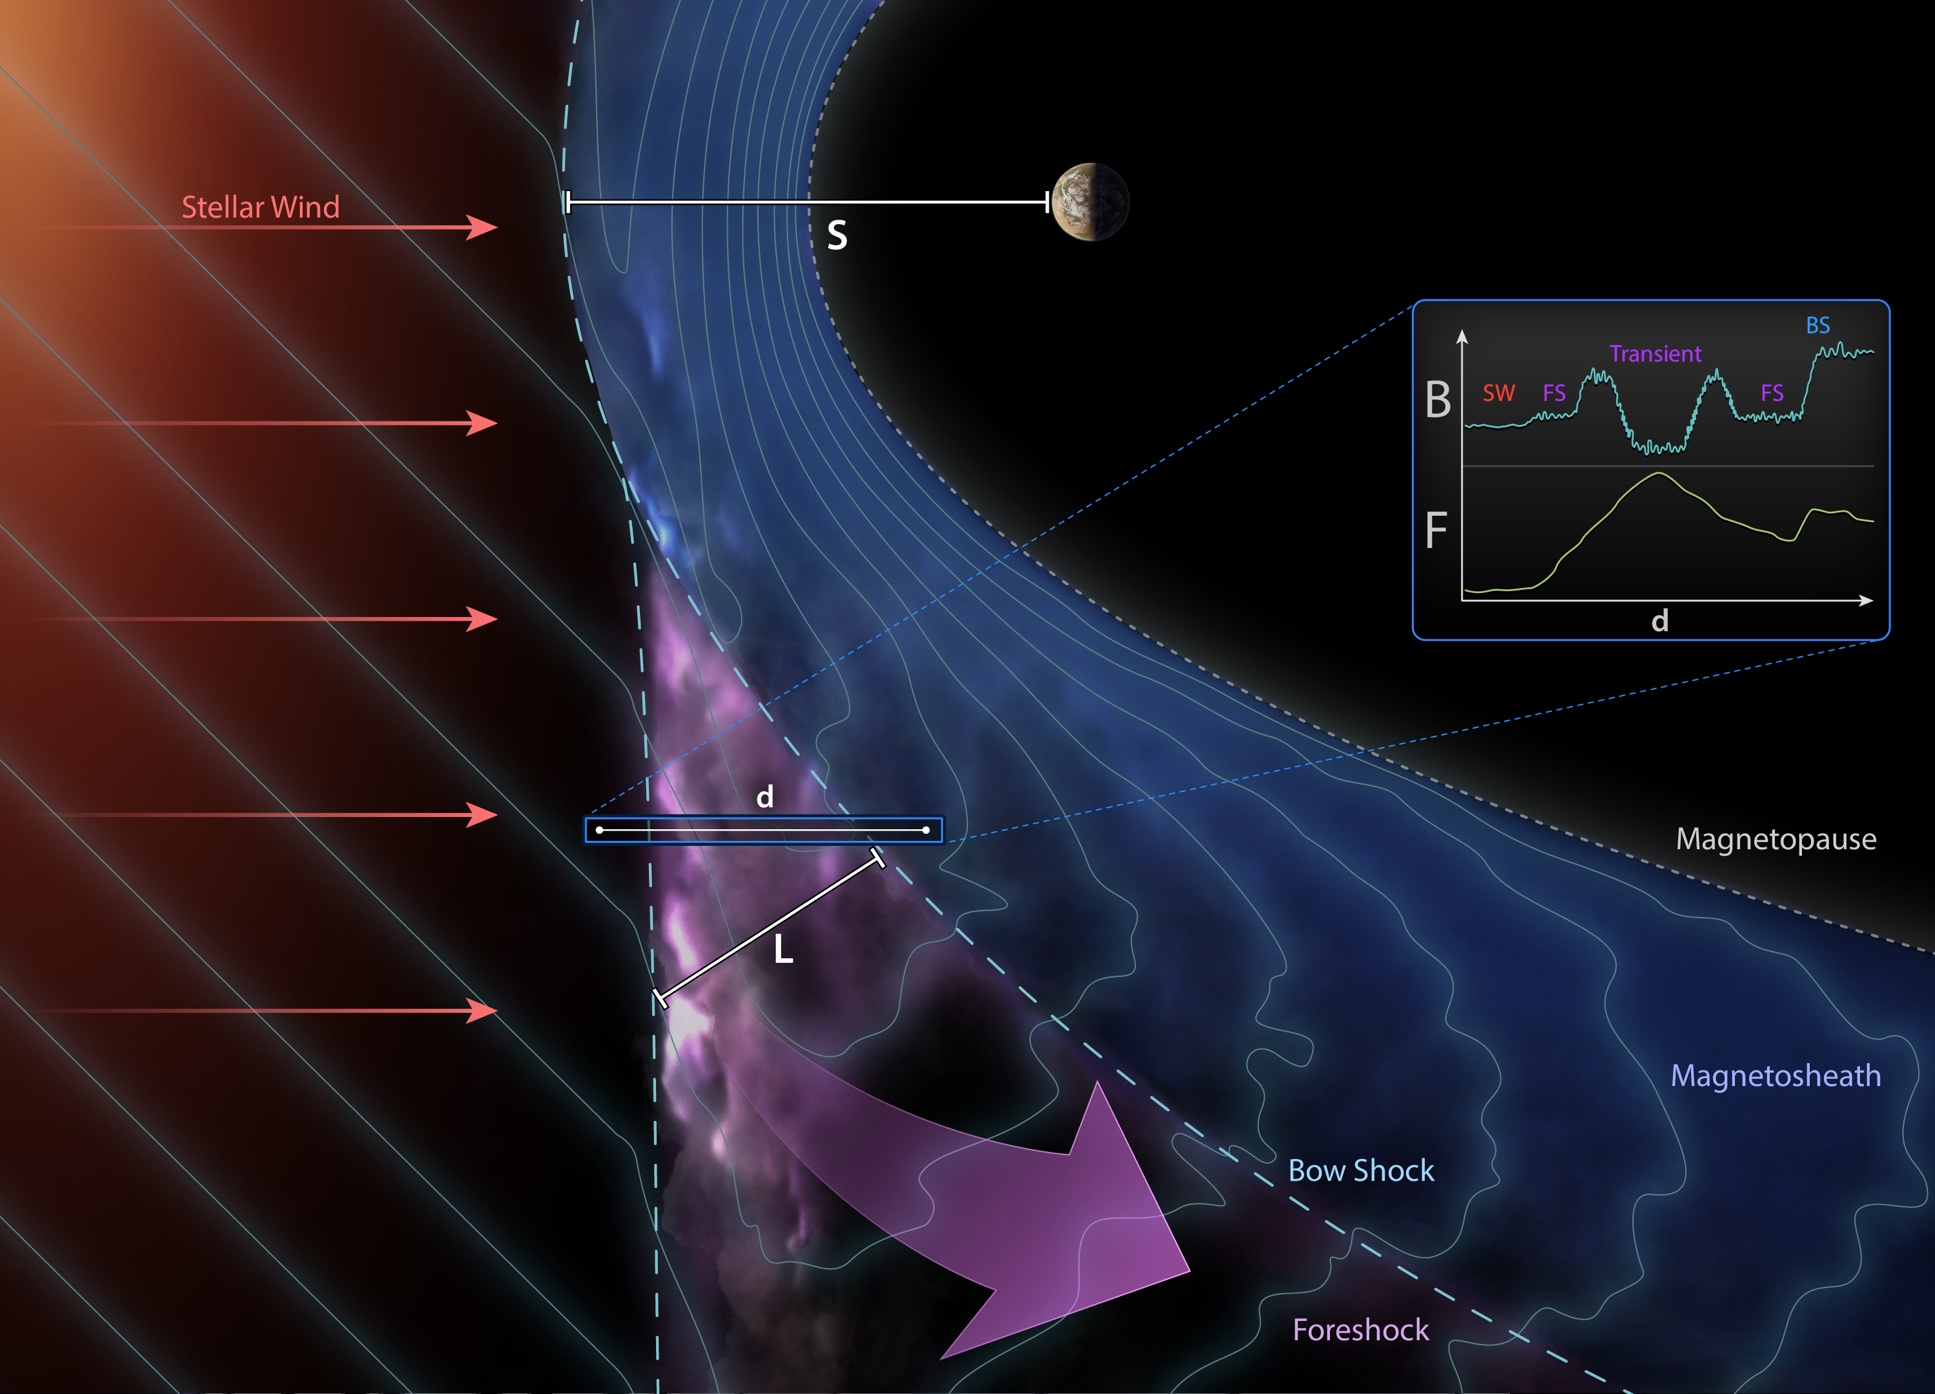 Stellar Wind
S
BS
Transient
SW
FS
FS
B
F
d
d
L
Magnetopause
Magnetosheath
Bow Shock
Foreshock